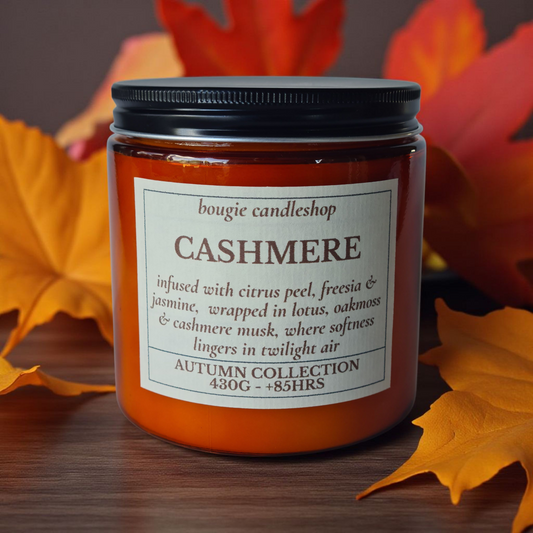 bougie candleshop
CASHMERE
infused with citrus peel, freesia &
jasmine, wrapped in lotus, oakmoss
& cashmere musk, where softness
lingers in twilight air
AUTUMN COLLECTION
430G - +85HRS